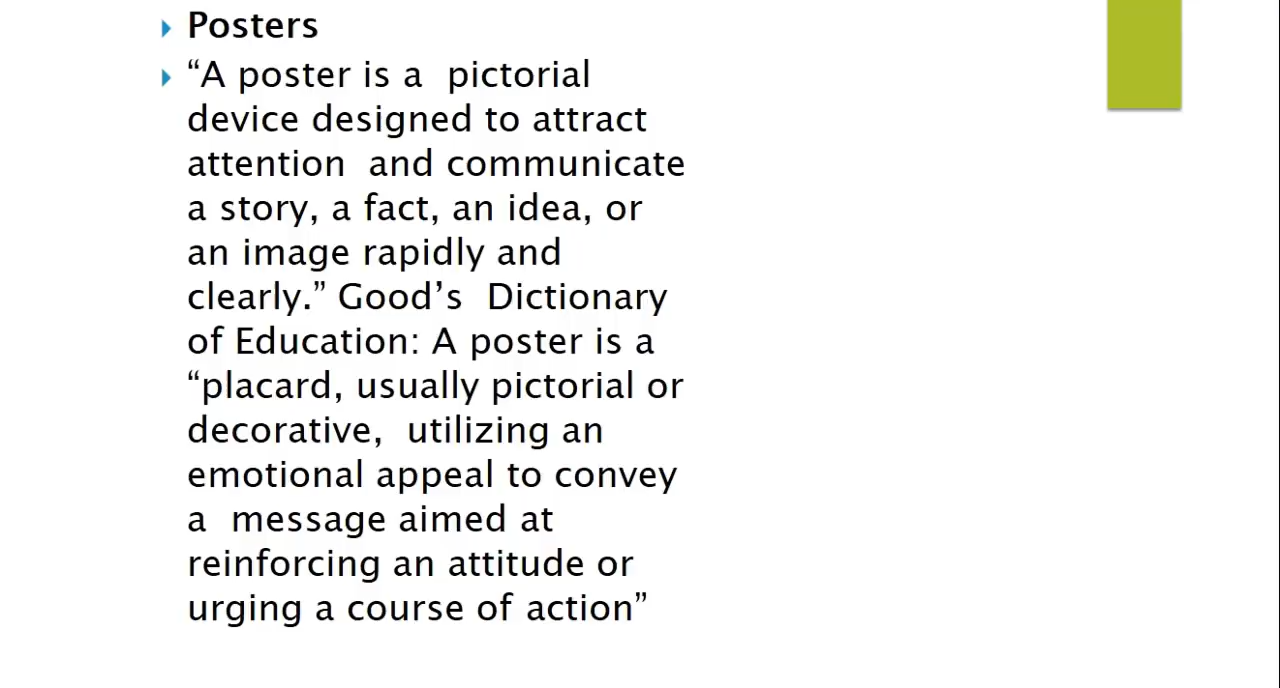 Posters
“A poster is a  pictorial
device designed to attract
attention  and communicate
a story, a fact, an idea, or
an image rapidly and
clearly.” Good’s  Dictionary
of Education: A poster is a
“placard, usually pictorial or
decorative,  utilizing an
emotional appeal to convey
a  message aimed at
reinforcing an attitude or
urging a course of action”